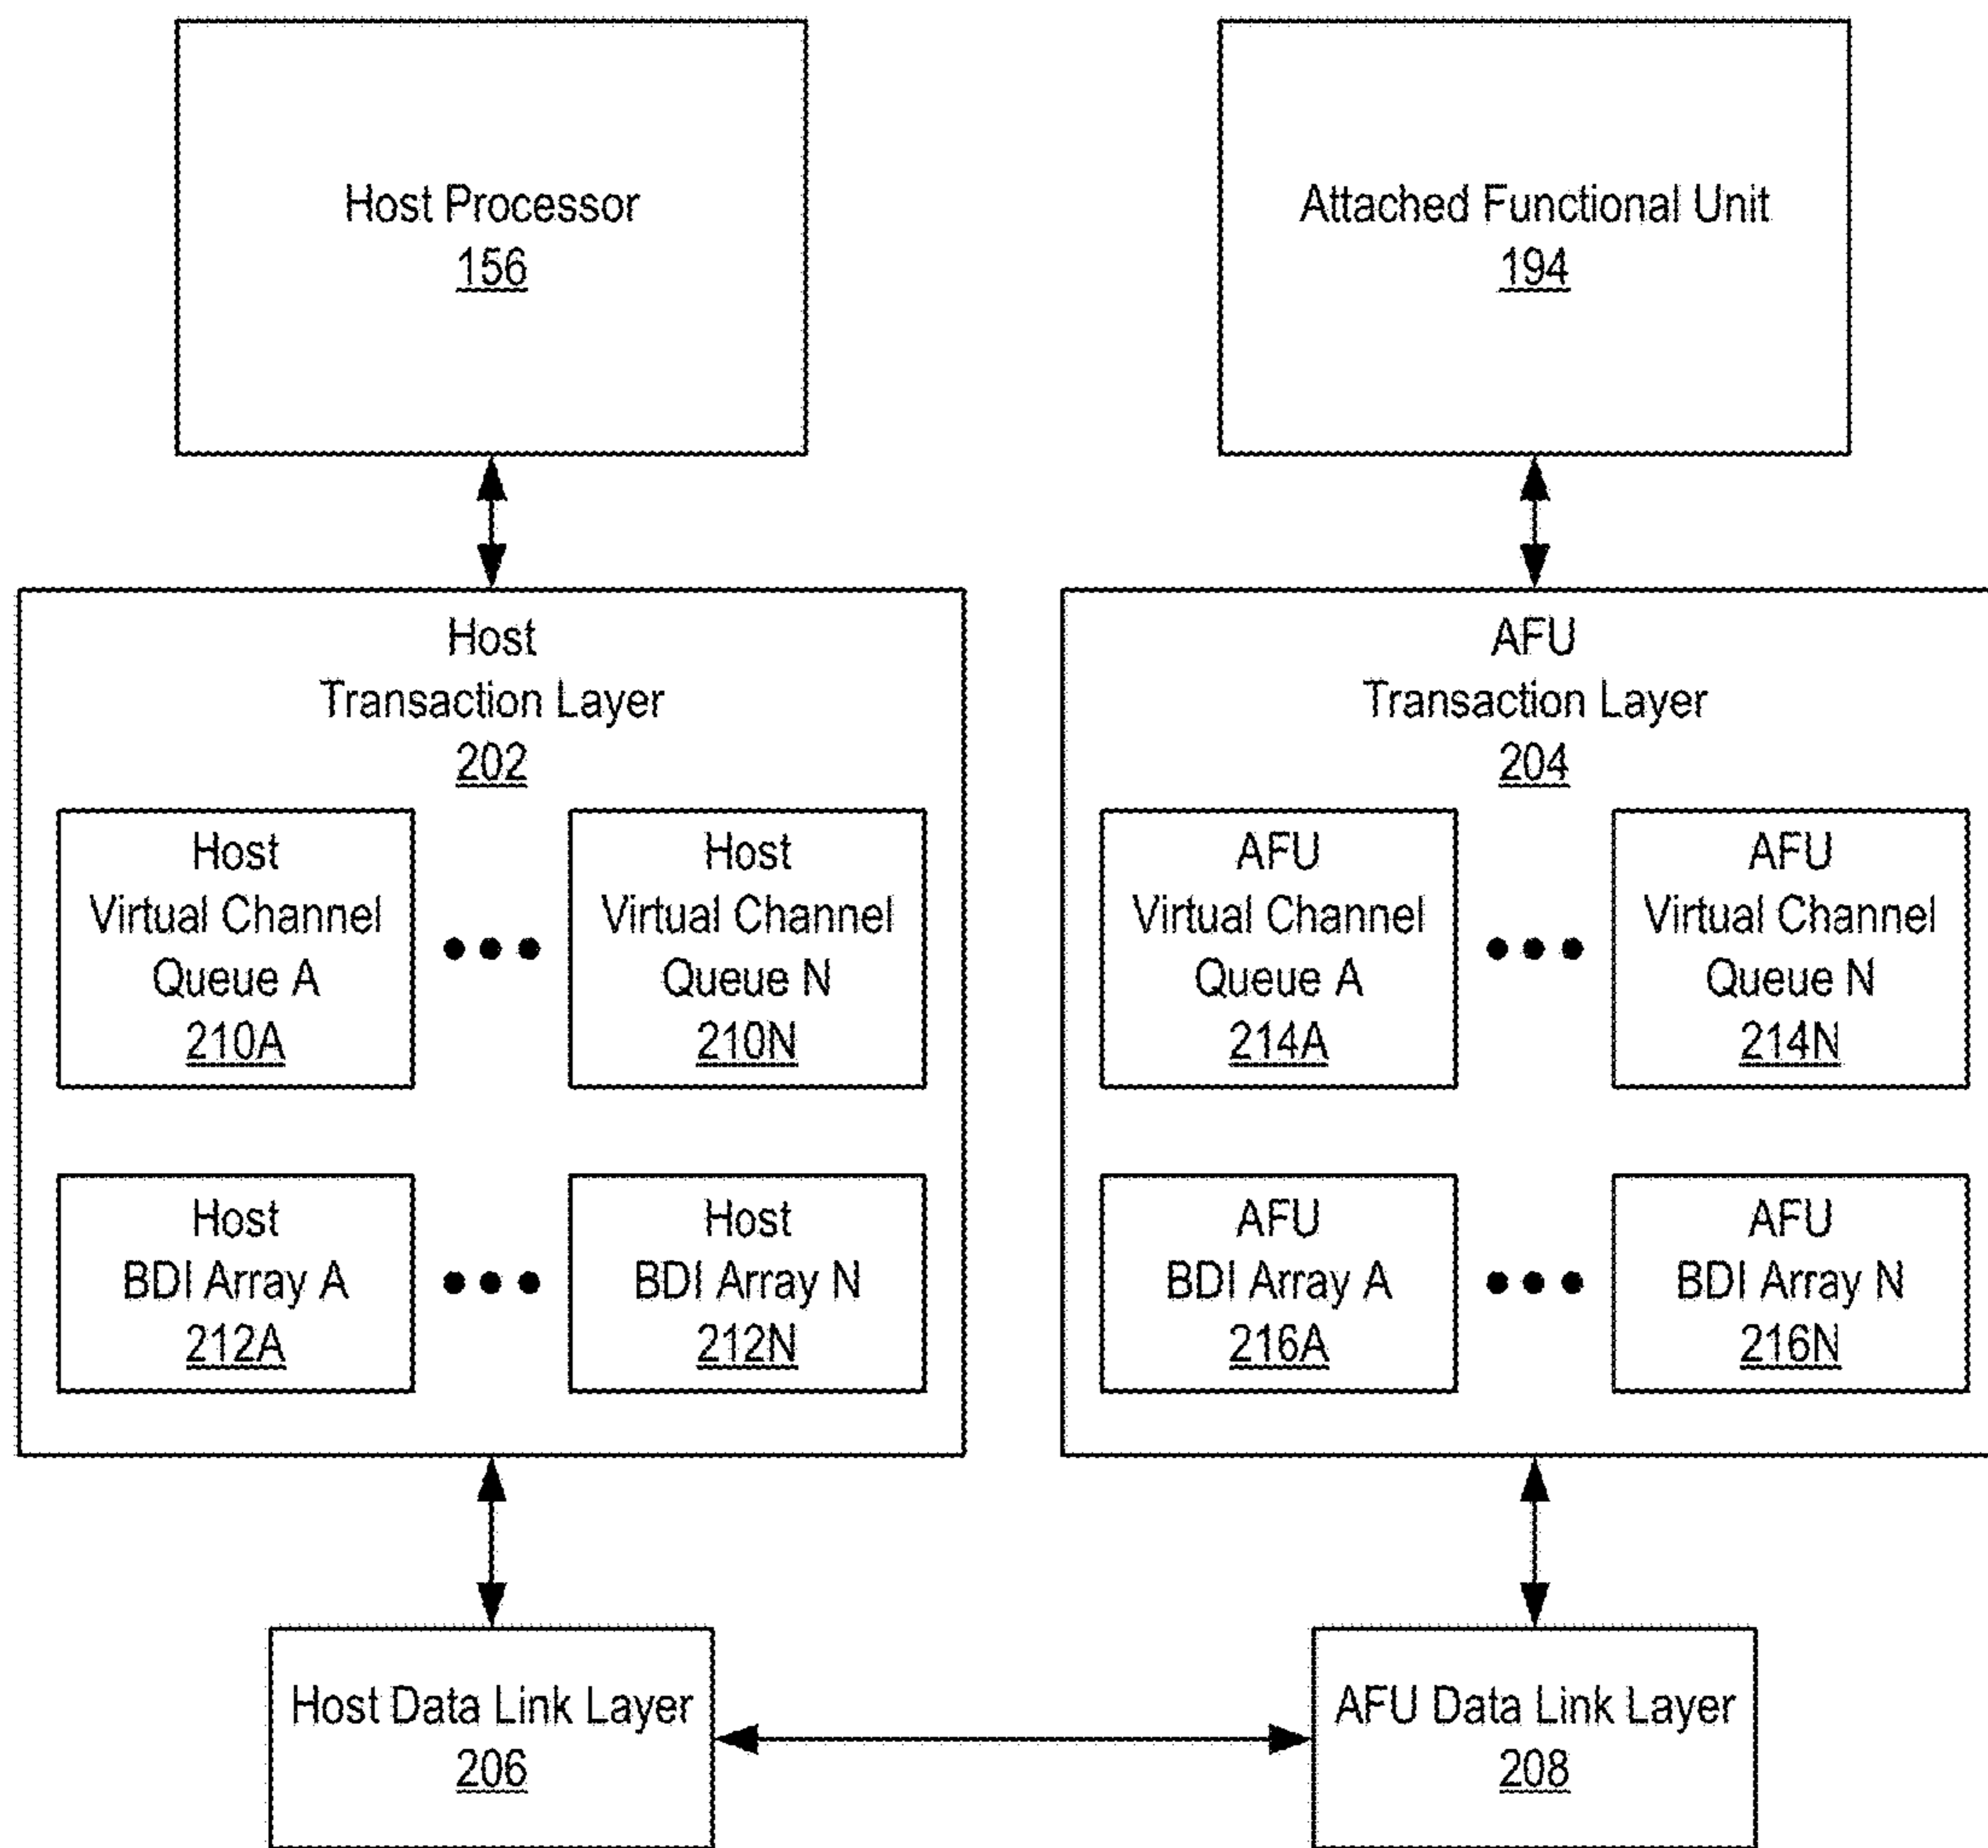 Host Processor
156
Attached Functional Unit
194
Host
Transaction Layer
202
Host
Virtual Channel
Queue A
210A
Host
Virtual Channel
Queue N
210N
Host
BDI Array A
212A
Host
BDI Array N
212N
AFU
Transaction Layer
204
AFU
Virtual Channel
Queue A
214A
AFU
Virtual Channel
Queue N
214N
AFU
BDI Array A
216A
AFU
BDI Array N
216N
Host Data Link Layer
206
AFU Data Link Layer
208